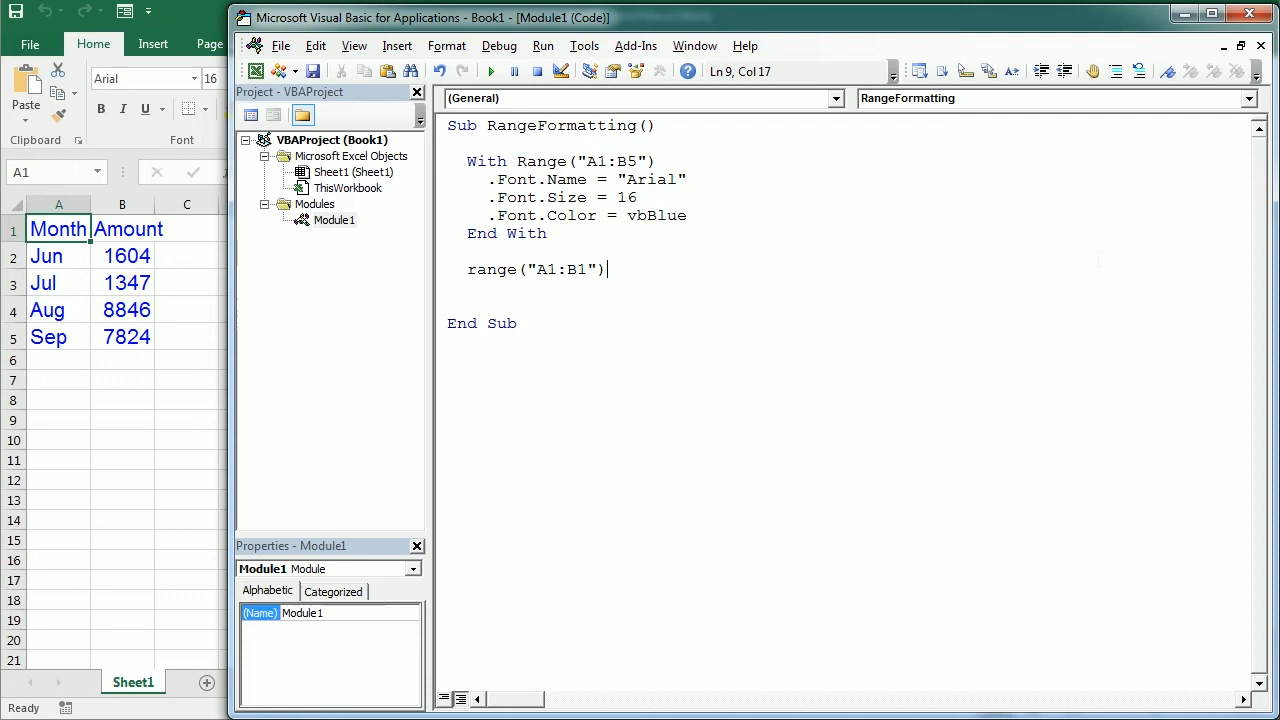 Microsoft Visual Basic for Applications - Book1 - [Module1 (Code)]
File Home Insert Page
File Edit View Insert Format Debug Run Tools Add-Ins Window Help
Paste
Arial 16
B I U
Clipboard Font
Ln 9, Col 17
Project - VBAProject
(General) RangeFormatting
VBAProject (Book1)
Microsoft Excel Objects
Sheet1 (Sheet1)
ThisWorkbook
Modules
Module1
A1
A B C
1 Month Amount
2 Jun 1604
3 Jul 1347
4 Aug 8846
5 Sep 7824
6
7
8
9
10
11
12
13
14
15
16
17
18
19
20
21
Sub RangeFormatting()
With Range("A1:B5")
.Font.Name = "Arial"
.Font.Size = 16
.Font.Color = vbBlue
End With
range("A1:B1")
End Sub
Properties - Module1
Module1 Module
Alphabetic Categorized
(Name) Module1
Sheet1
Ready